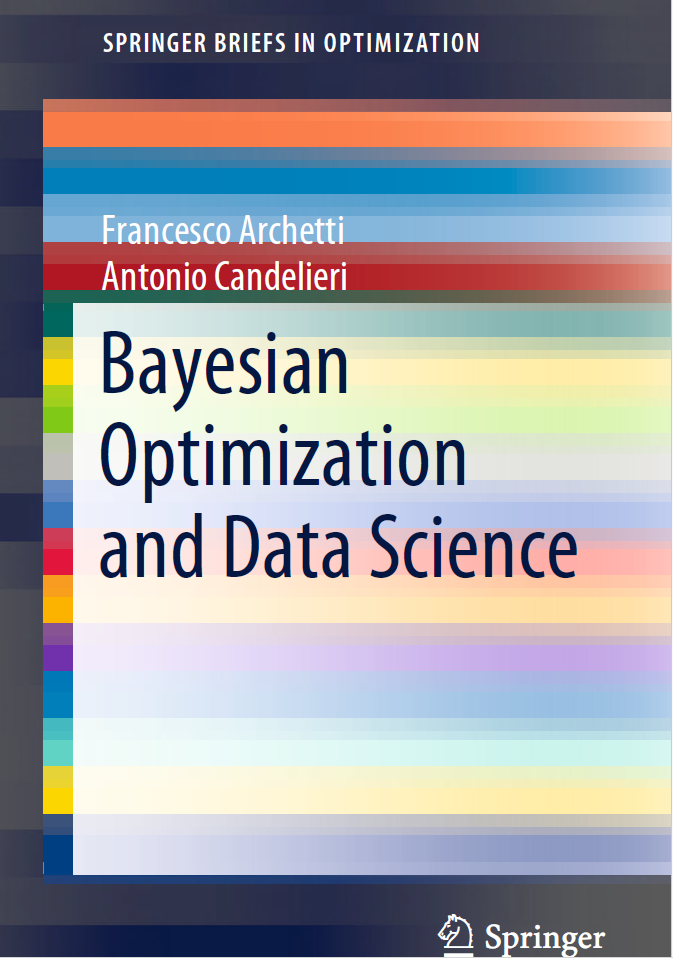 SPRINGER BRIEFS IN OPTIMIZATION
Francesco Archetti
Antonio Candelieri
Bayesian
Optimization
and Data Science
Springer